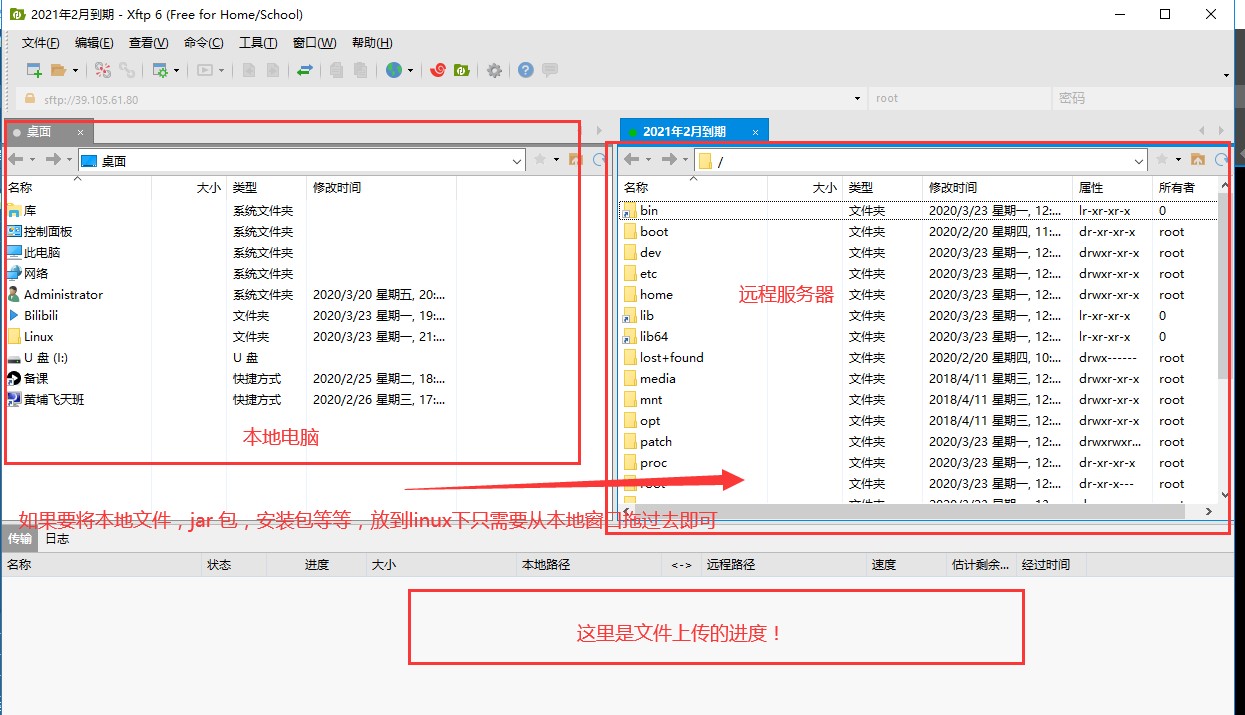 2021年2月到期 - Xftp 6 (Free for Home/School)
文件(F) 编辑(E) 查看(V) 命令(C) 工具(T) 窗口(W) 帮助(H)
sftp://39.105.61.80 root 密码
桌面 × 2021年2月到期 ×
桌面 /
名称 大小 类型 修改时间
库 系统文件夹
控制面板 系统文件夹
此电脑 系统文件夹
网络 系统文件夹
Administrator 系统文件夹 2020/3/20 星期五, 20:...
Bilibili 文件夹 2020/3/23 星期一, 19:...
Linux 文件夹 2020/3/23 星期一, 21:...
U 盘 (I:) U 盘
备课 快捷方式 2020/2/25 星期二, 18:...
黄埔飞天班 快捷方式 2020/2/26 星期三, 17:...
本地电脑
名称 大小 类型 修改时间 属性 所有者
bin 文件夹 2020/3/23 星期一, 12:... lr-xr-xr-x 0
boot 文件夹 2020/2/20 星期四, 11:... dr-xr-xr-x root
dev 文件夹 2020/3/23 星期一, 12:... drwxr-xr-x root
etc 文件夹 2020/3/23 星期一, 12:... drwxr-xr-x root
home 文件夹 2020/3/23 星期一, 12:... drwxr-xr-x root
远程服务器
lib 文件夹 2020/3/23 星期一, 12:... lr-xr-xr-x 0
lib64 文件夹 2020/3/23 星期一, 12:... lr-xr-xr-x 0
lost+found 文件夹 2020/2/20 星期四, 10:... drwx------ root
media 文件夹 2018/4/11 星期三, 12:... drwxr-xr-x root
mnt 文件夹 2018/4/11 星期三, 12:... drwxr-xr-x root
opt 文件夹 2018/4/11 星期三, 12:... drwxr-xr-x root
patch 文件夹 2020/3/23 星期一, 12:... drwxrwxr... root
proc 文件夹 2020/3/23 星期一, 12:... dr-xr-xr-x root
root 文件夹 2020/3/23 星期一, 12:... dr-xr-x--- root
如果要将本地文件，jar 包，安装包等等，放到linux下只需要从本地窗口拖过去即可
传输 日志
名称 状态 进度 大小 本地路径 <-> 远程路径 速度 估计剩余... 经过时间
这里是文件上传的进度！